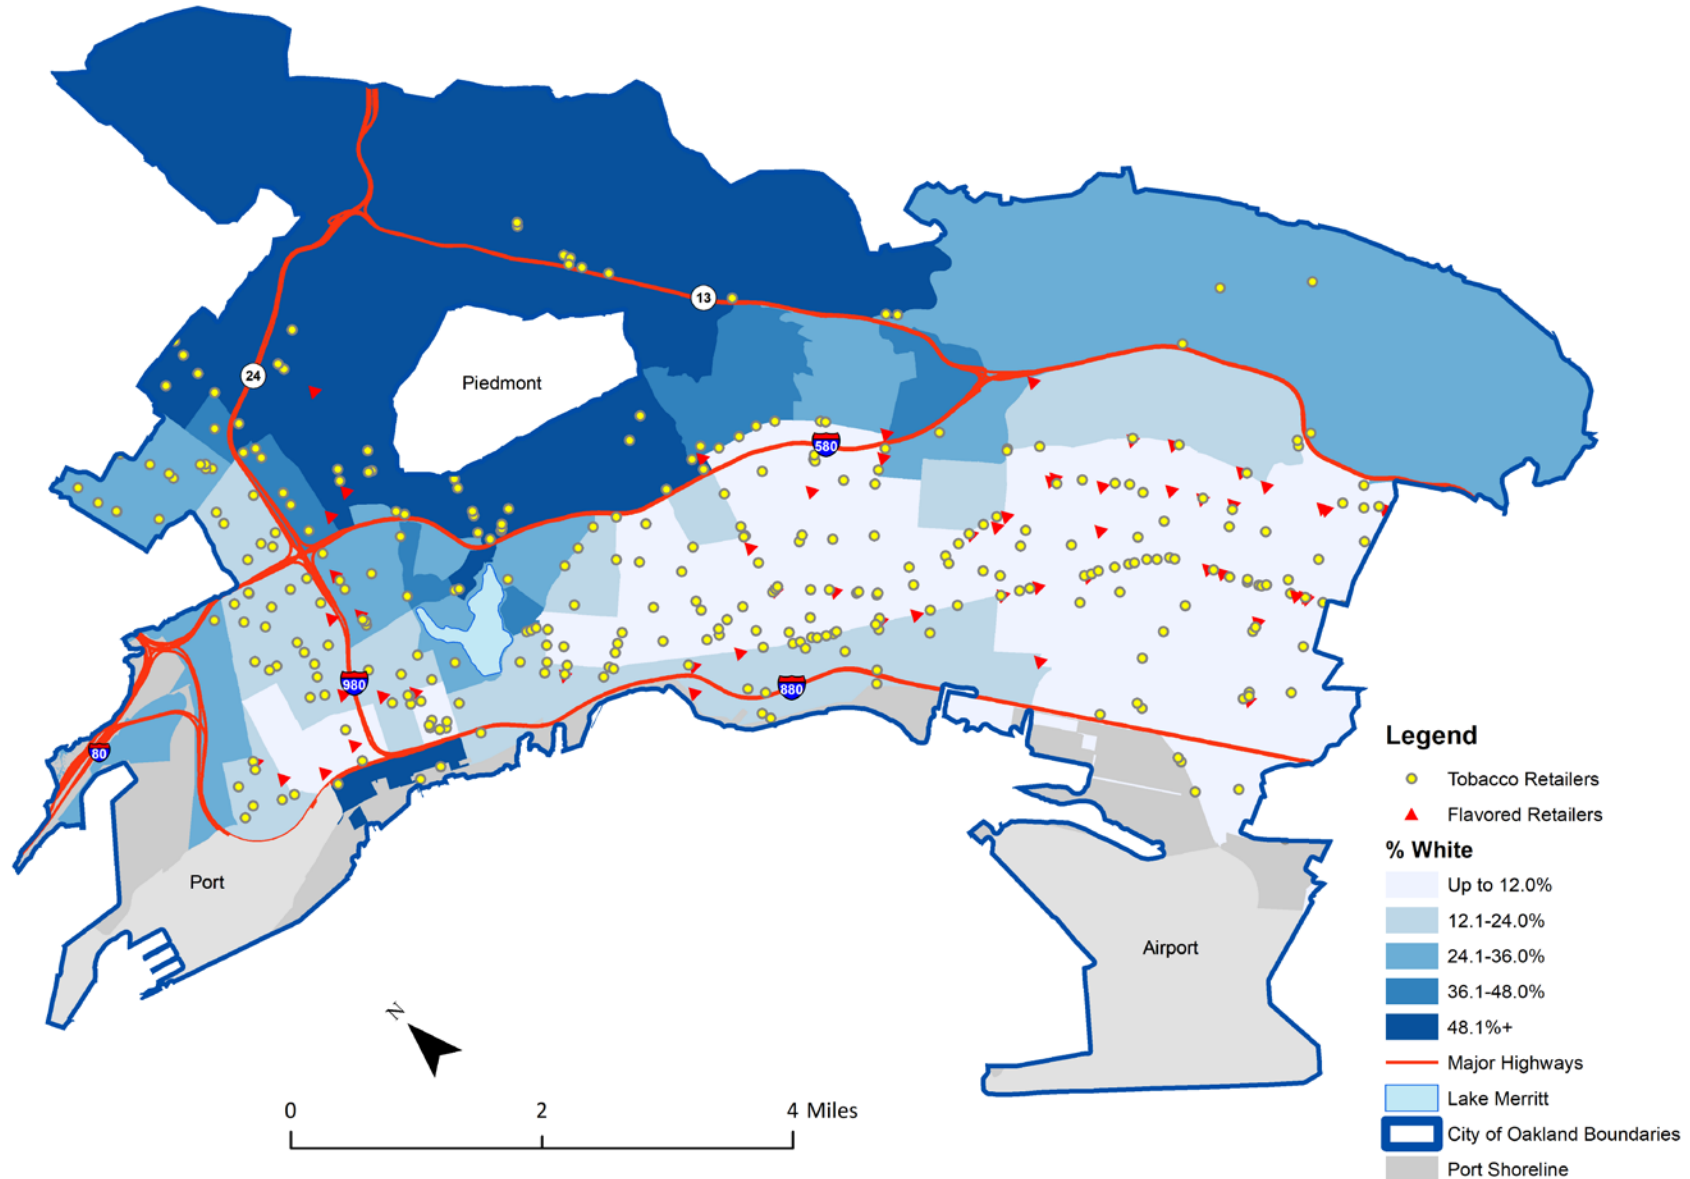 13
24
Piedmont
580
980
880
80
Port
Airport
N
0 2 4 Miles
Legend
Tobacco Retailers
Flavored Retailers
% White
Up to 12.0%
12.1-24.0%
24.1-36.0%
36.1-48.0%
48.1%+
Major Highways
Lake Merritt
City of Oakland Boundaries
Port Shoreline